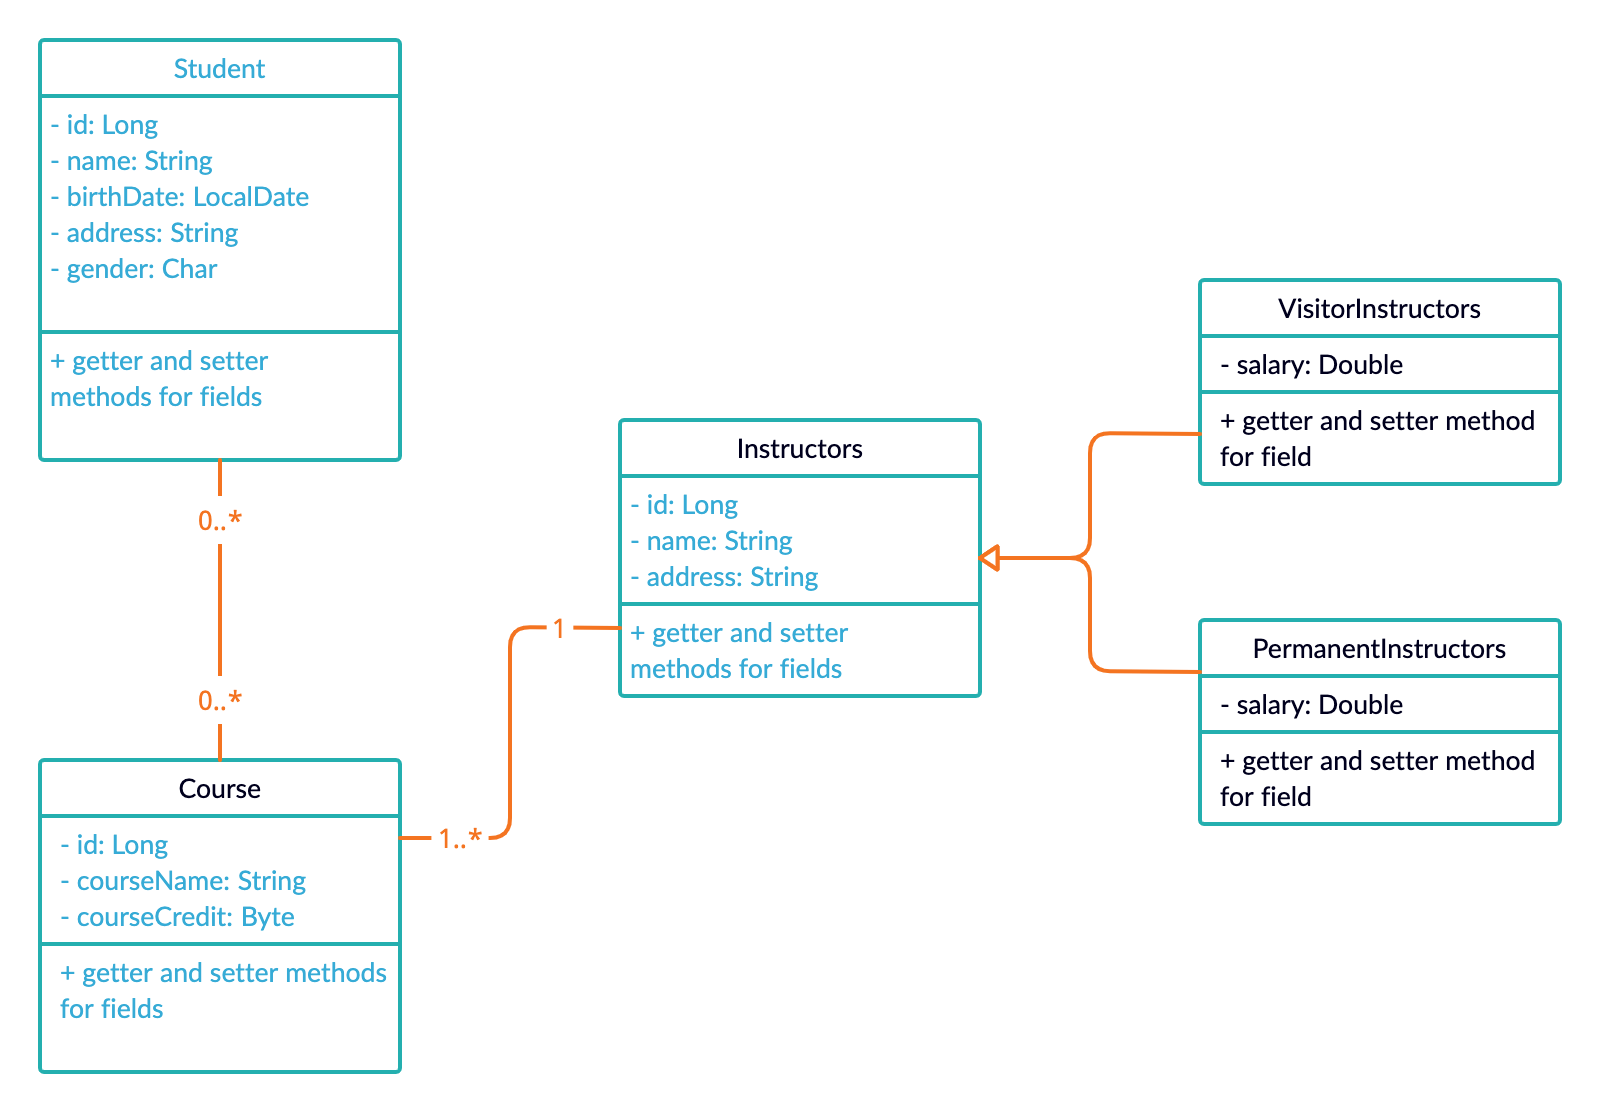 Student
- id: Long
- name: String
- birthDate: LocalDate
- address: String
- gender: Char
+ getter and setter
methods for fields
0..*
0..*
Course
- id: Long
- courseName: String
- courseCredit: Byte
+ getter and setter methods
for fields
1..*
1
Instructors
- id: Long
- name: String
- address: String
+ getter and setter
methods for fields
VisitorInstructors
- salary: Double
+ getter and setter method
for field
PermanentInstructors
- salary: Double
+ getter and setter method
for field